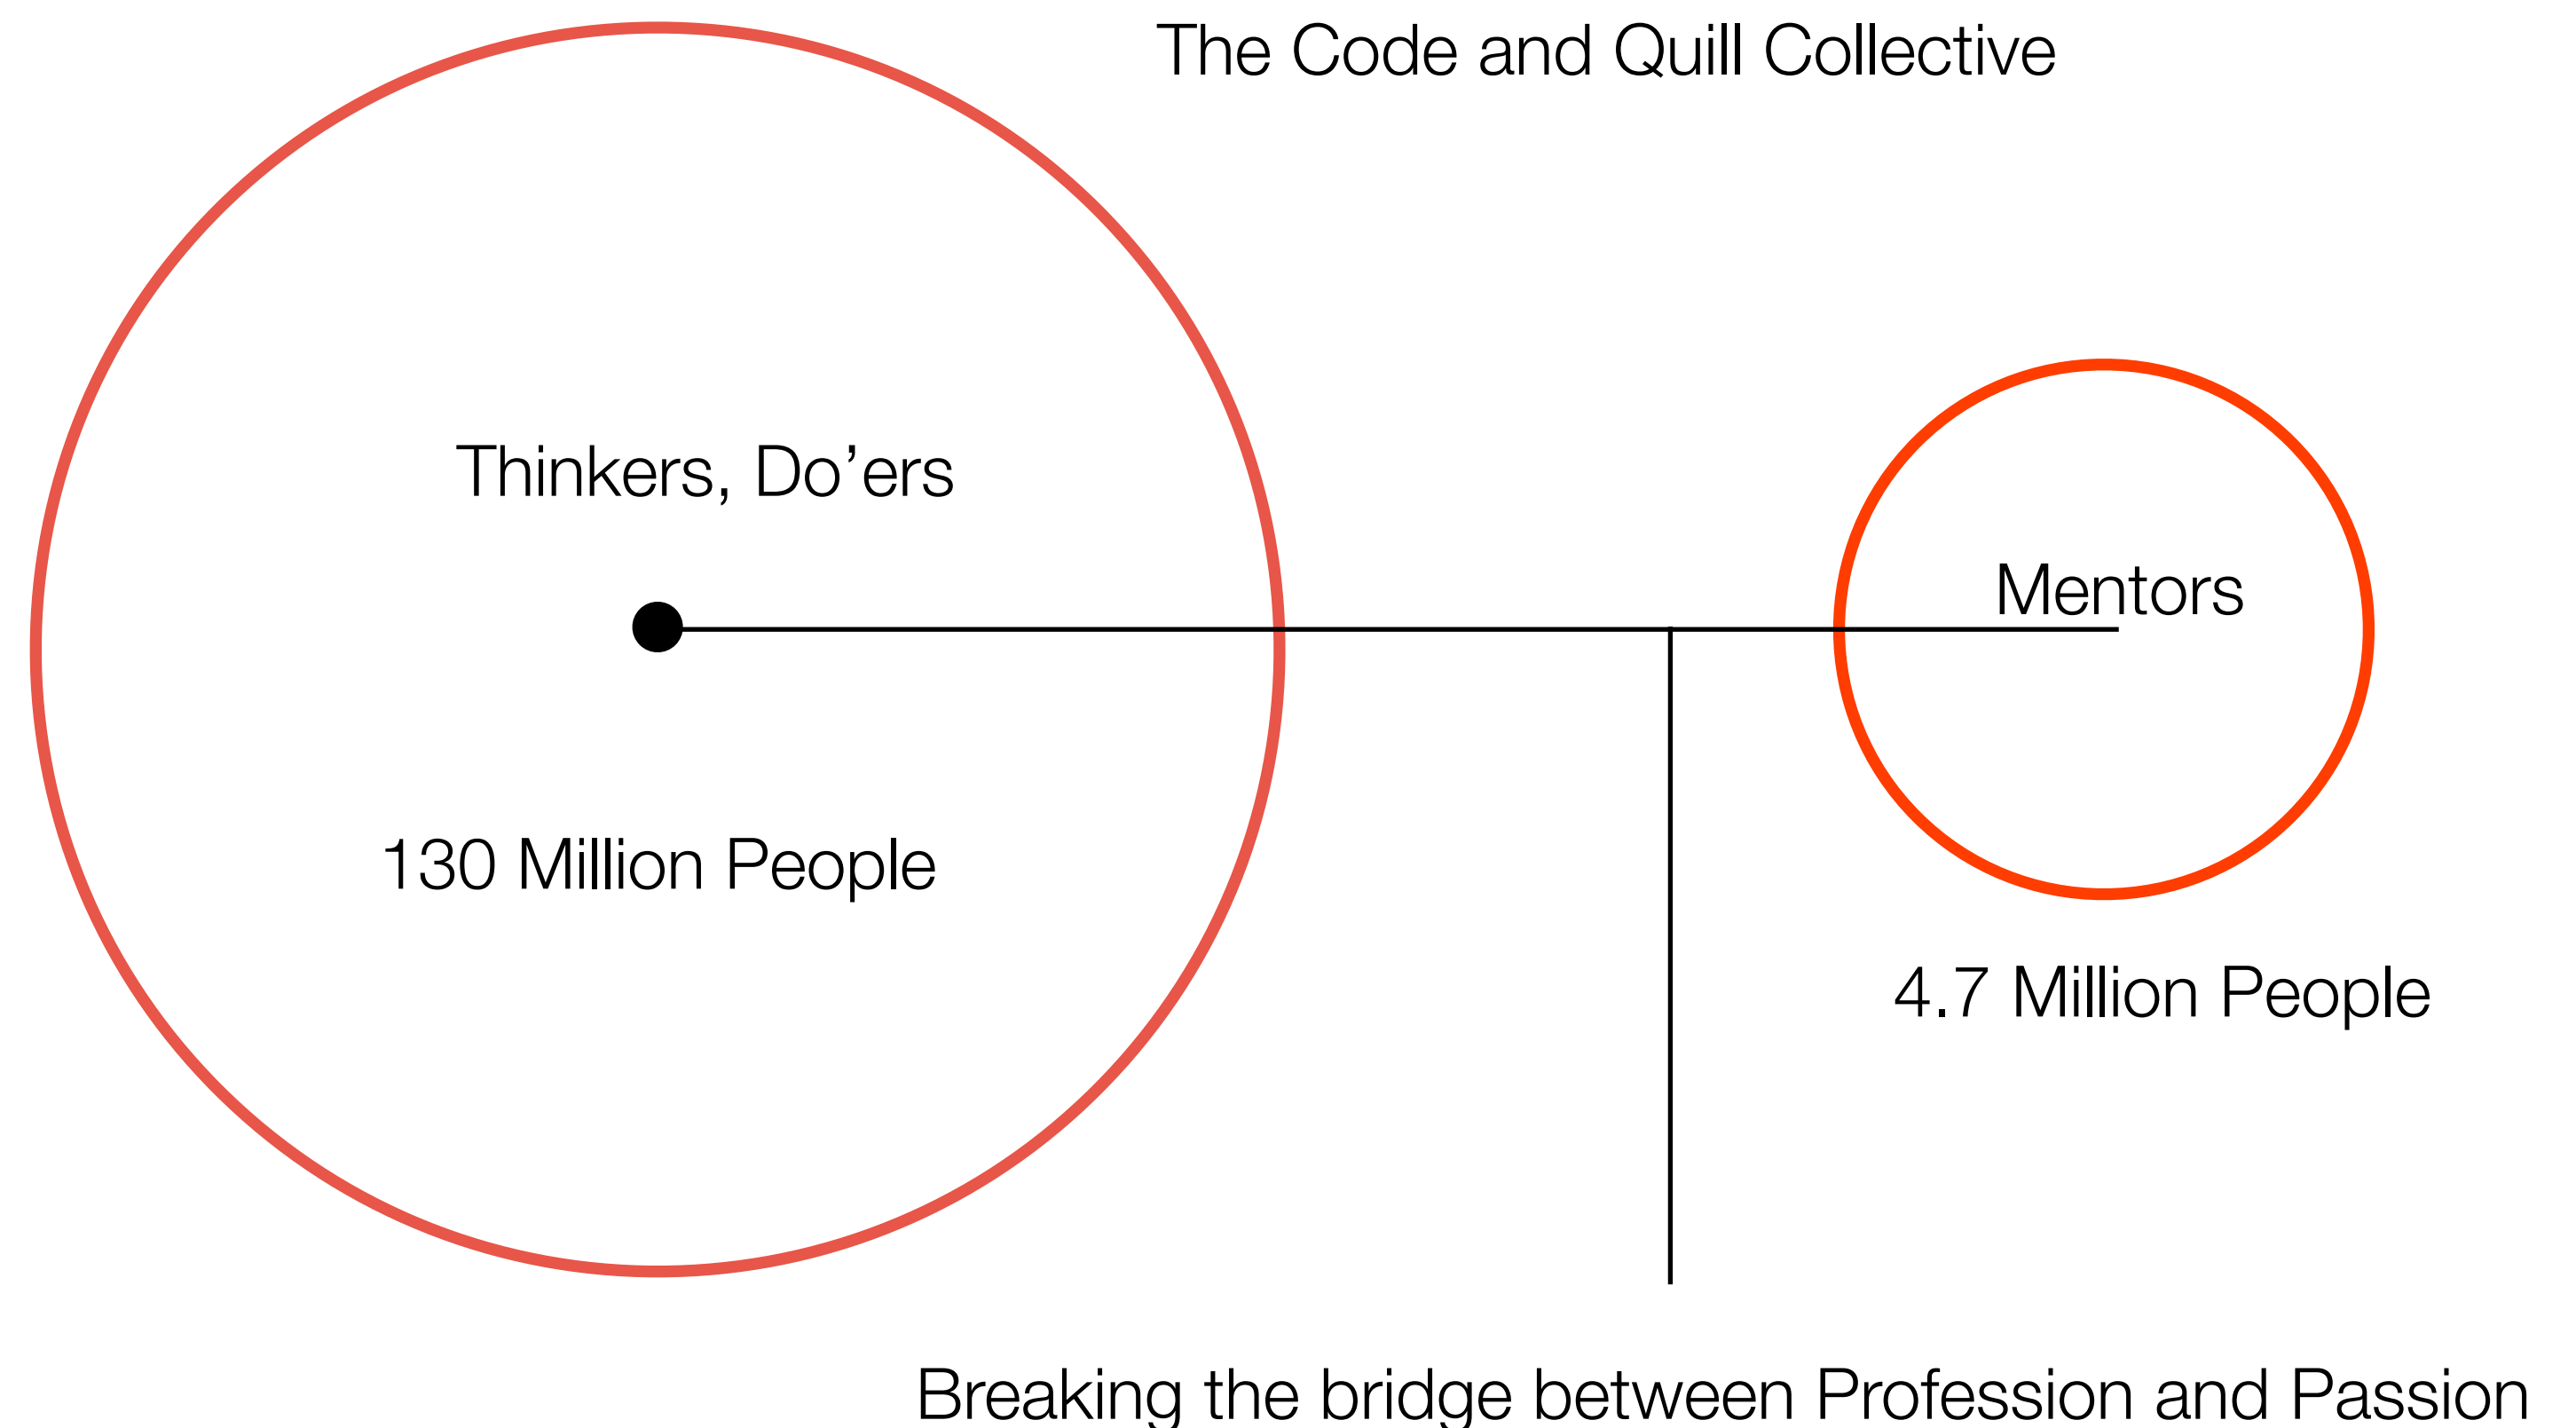 The Code and Quill Collective
Thinkers, Do’ers
Mentors
130 Million People
4.7 Million People
Breaking the bridge between Profession and Passion